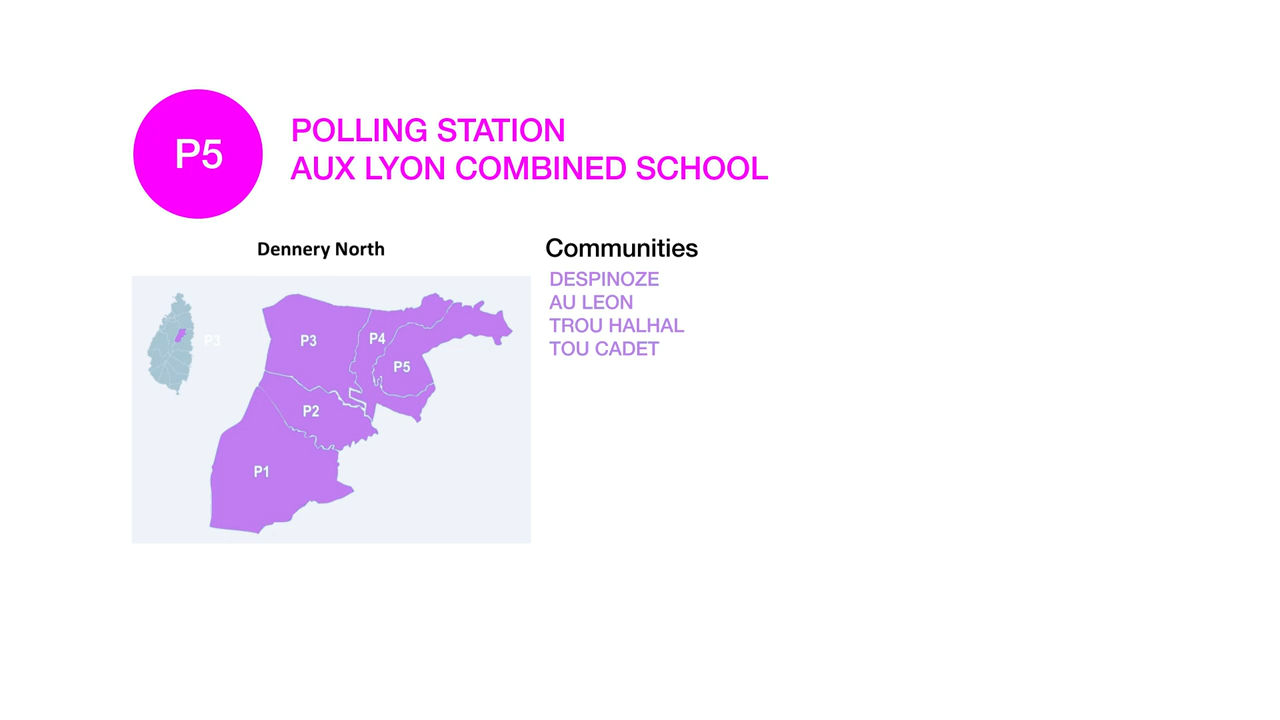 P5
POLLING STATION
AUX LYON COMBINED SCHOOL
Dennery North
P3
P3
P4
P5
P2
P1
Communities
DESPINOZE
AU LEON
TROU HALHAL
TOU CADET